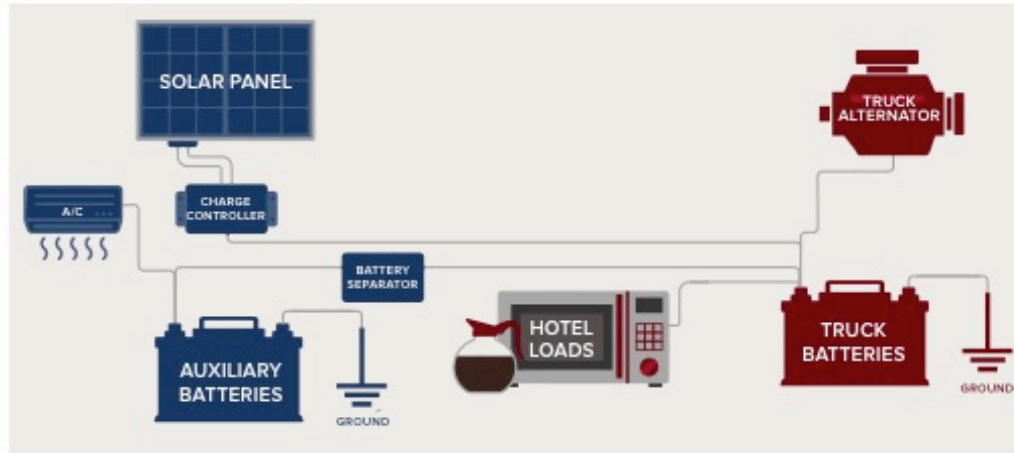 SOLAR PANEL
TRUCK
ALTERNATOR
A/C
CHARGE
CONTROLLER
BATTERY
SEPARATOR
HOTEL
LOADS
TRUCK
BATTERIES
AUXILIARY
BATTERIES
GROUND
GROUND